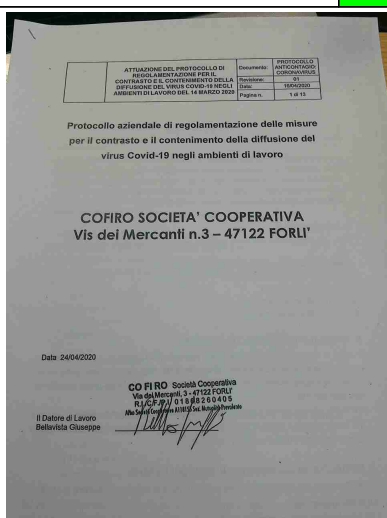 ATTUAZIONE DEL PROTOCOLLO DI
REGOLAMENTAZIONE PER IL
CONTRASTO E IL CONTENIMENTO DELLA
DIFFUSIONE DEL VIRUS COVID-19 NEGLI
AMBIENTI DI LAVORO DEL 14 MARZO 2020
Documento:
PROTOCOLLO
ANTICONTAGIO:
CORONAVIRUS
Revisione:
01
Data:
Pagina n.
1 di 13
Protocollo aziendale di regolamentazione delle misure
per il contrasto e il contenimento della diffusione del
virus Covid-19 negli ambienti di lavoro
COFIRO SOCIETA' COOPERATIVA
Vis dei Mercanti n.3 – 47122 FORLI'
Data 24/04/2020
CO FI RO Società Cooperativa
Via dei Mercanti, 3 - 47122 FORLI'
Il Datore di Lavoro
Bellavista Giuseppe